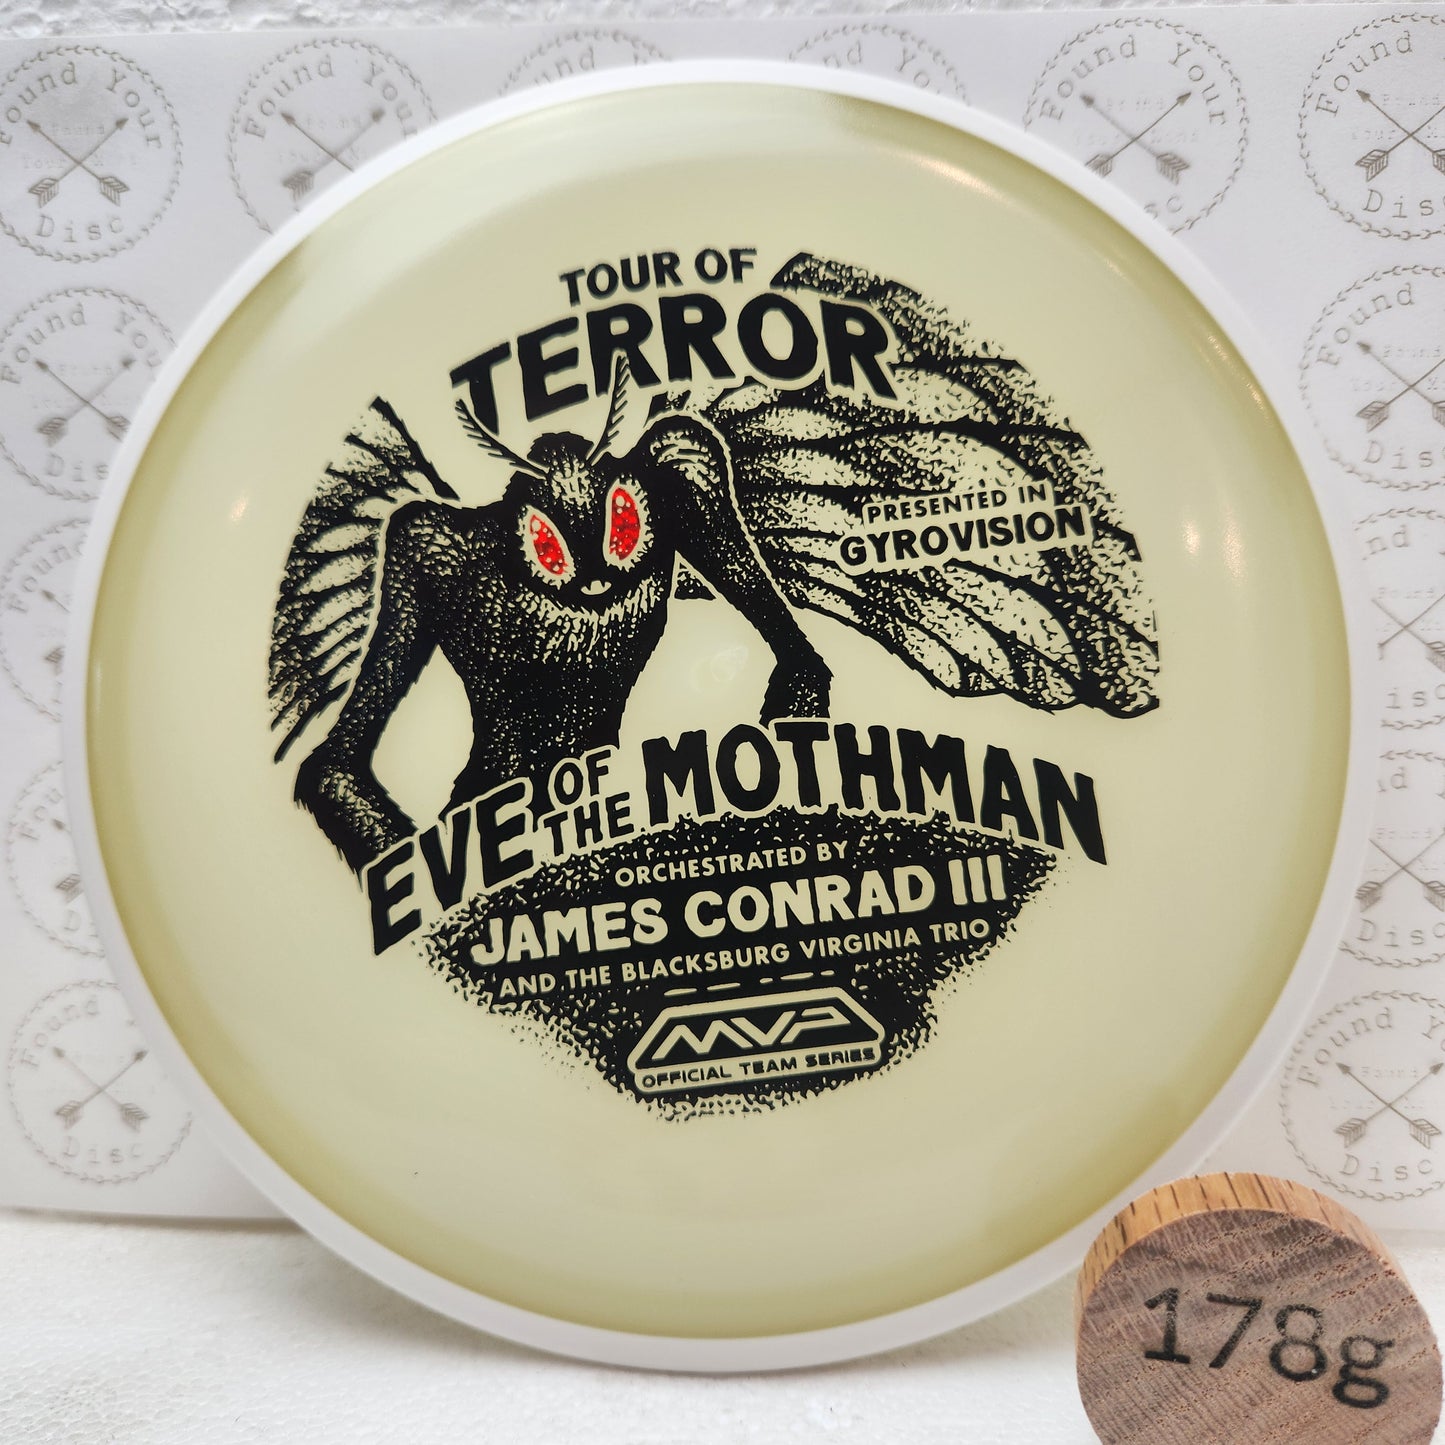 TOUR OF
TERROR
PRESENTED IN
GYROVISION
EVE OF THE MOTHMAN
ORCHESTRATED BY
JAMES CONRAD III
AND THE BLACKSBURG VIRGINIA TRIO
MVP
OFFICIAL TEAM SERIES
178g
Found Your
Disc